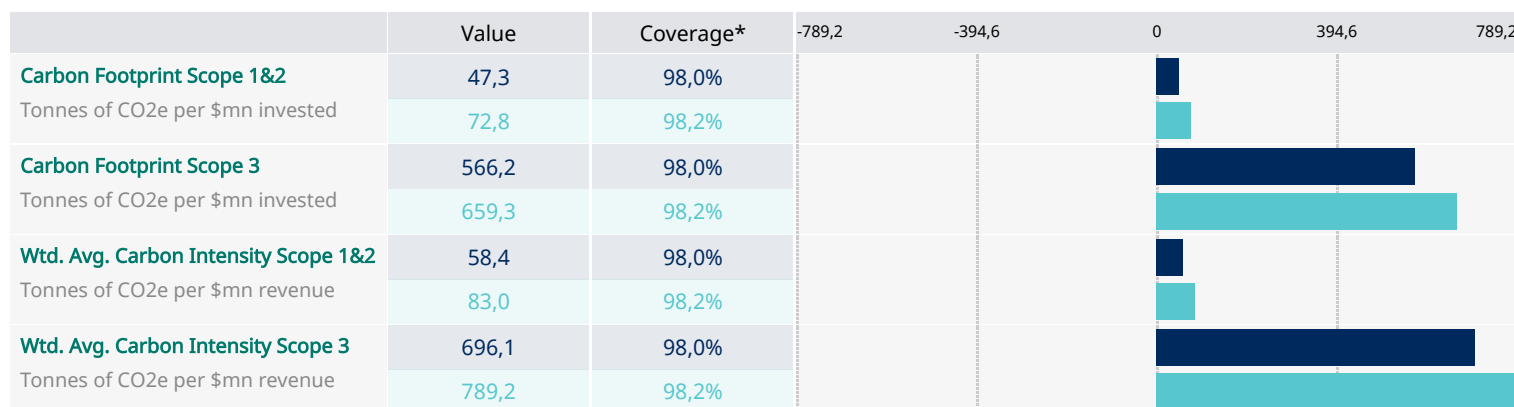 Value Coverage* -789,2 -394,6 0 394,6 789,2
Carbon Footprint Scope 1&2 47,3 98,0%
Tonnes of CO2e per $mn invested 72,8 98,2%
Carbon Footprint Scope 3 566,2 98,0%
Tonnes of CO2e per $mn invested 659,3 98,2%
Wtd. Avg. Carbon Intensity Scope 1&2 58,4 98,0%
Tonnes of CO2e per $mn revenue 83,0 98,2%
Wtd. Avg. Carbon Intensity Scope 3 696,1 98,0%
Tonnes of CO2e per $mn revenue 789,2 98,2%